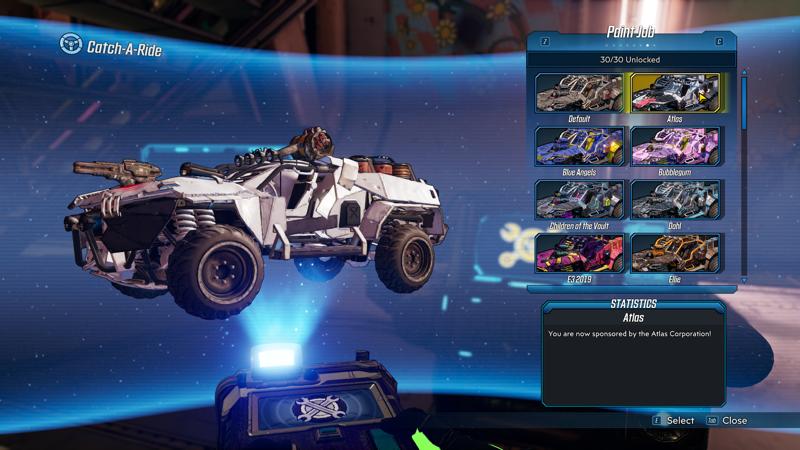 Catch-A-Ride
Paint Job
30/30 Unlocked
Default
Atlas
Blue Angels
Bubblegum
Children of the Vault
Dahl
E3 2019
Ellie
STATISTICS
Atlas
You are now sponsored by the Atlas Corporation!
E Select
Tab Close